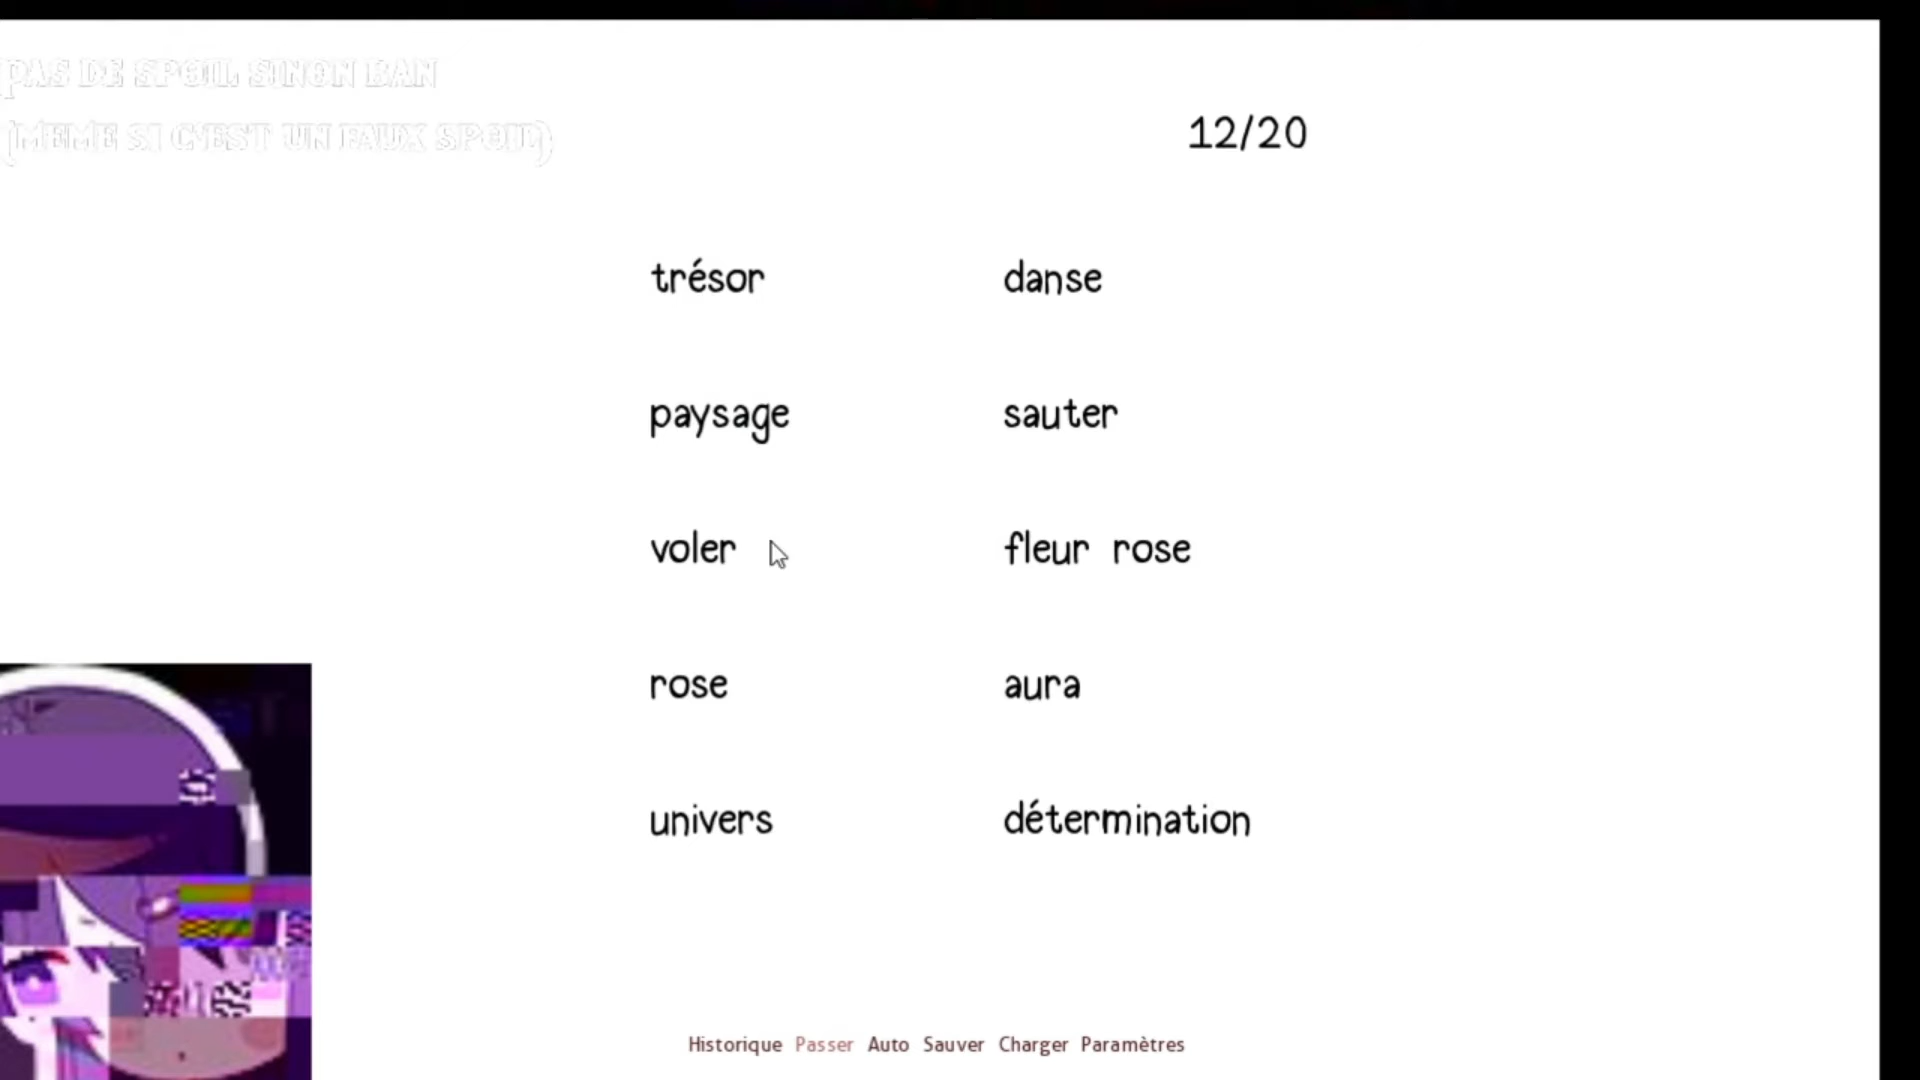 PAS DE SPOIL SINON BAN
(MEME SI C'EST UN FAUX SPOIL)
12/20
trésor danse
paysage sauter
voler fleur rose
rose aura
univers détermination
Historique Passer Auto Sauver Charger Paramètres